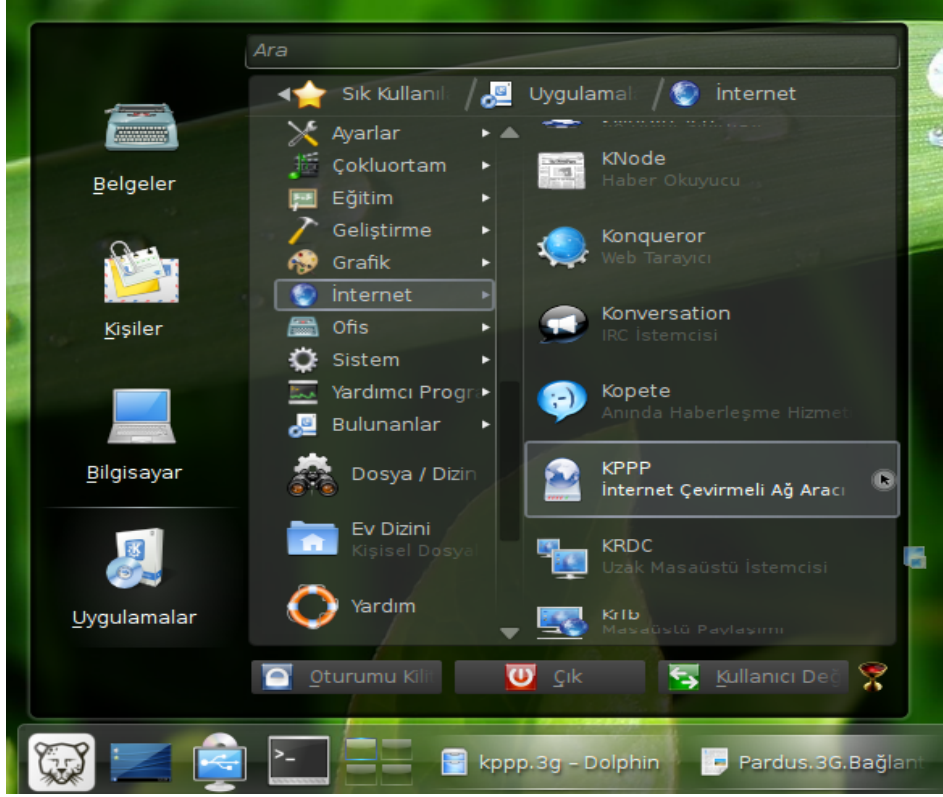 Ara
Sık Kullanıl
Uygulamal
İnternet
Belgeler
Kişiler
Bilgisayar
Uygulamalar
Ayarlar
Çokluortam
Eğitim
Geliştirme
Grafik
İnternet
Ofis
Sistem
Yardımcı Progr
Bulunanlar
Dosya / Dizin
Ev Dizini
Kişisel Dosyal
Yardım
KNode
Haber Okuyucu
Konqueror
Web Tarayıcı
Konversation
IRC İstemcisi
Kopete
Anında Haberleşme Hizmeti
KPPP
İnternet Çevirmeli Ağ Aracı
KRDC
Uzak Masaüstü İstemcisi
Krfb
Masaüstü Paylaşımı
Oturumu Kili
Çık
Kullanıcı Değ
kppp.3g – Dolphin
Pardus.3G.Bağlant